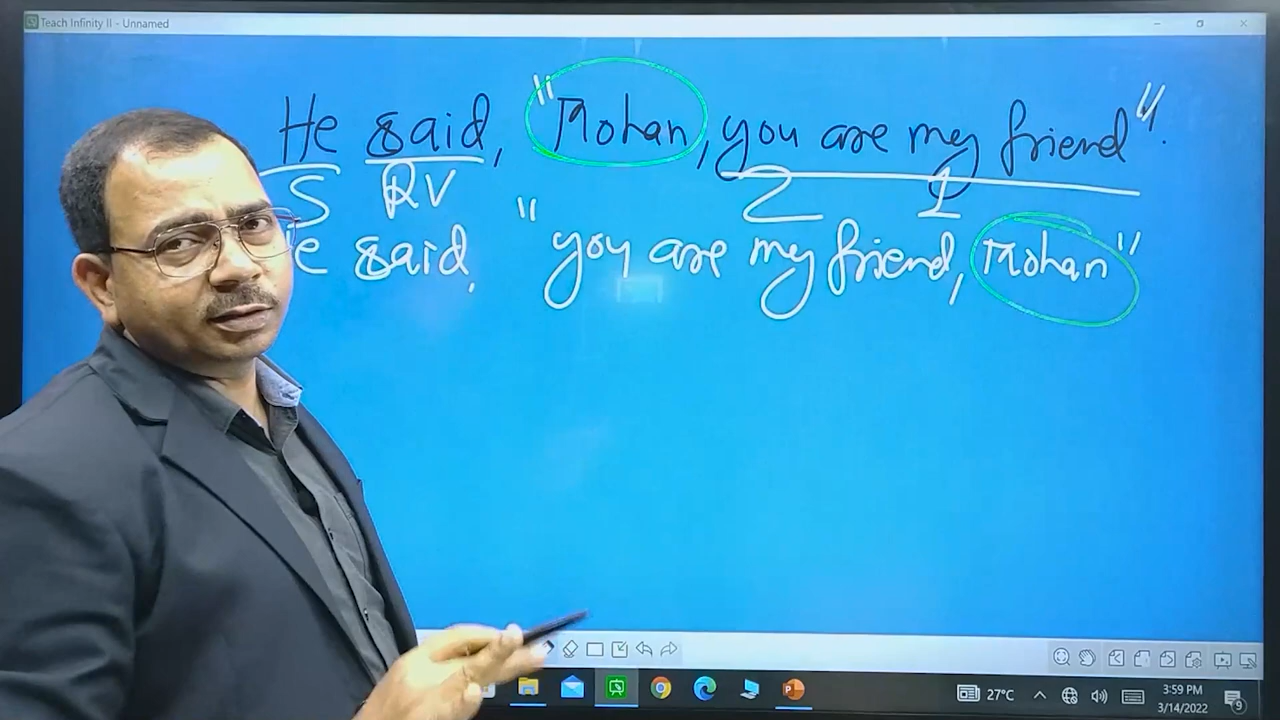 Teach Infinity II - Unnamed
He said, "Mohan, you are my friend".
S RV 2 1
said, "you are my friend, Mohan"
27°C
3:59 PM
3/14/2022
9